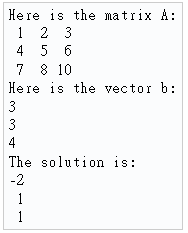 Here is the matrix A:
 1  2  3
 4  5  6
 7  8 10
Here is the vector b:
3
3
4
The solution is:
-2
 1
 1